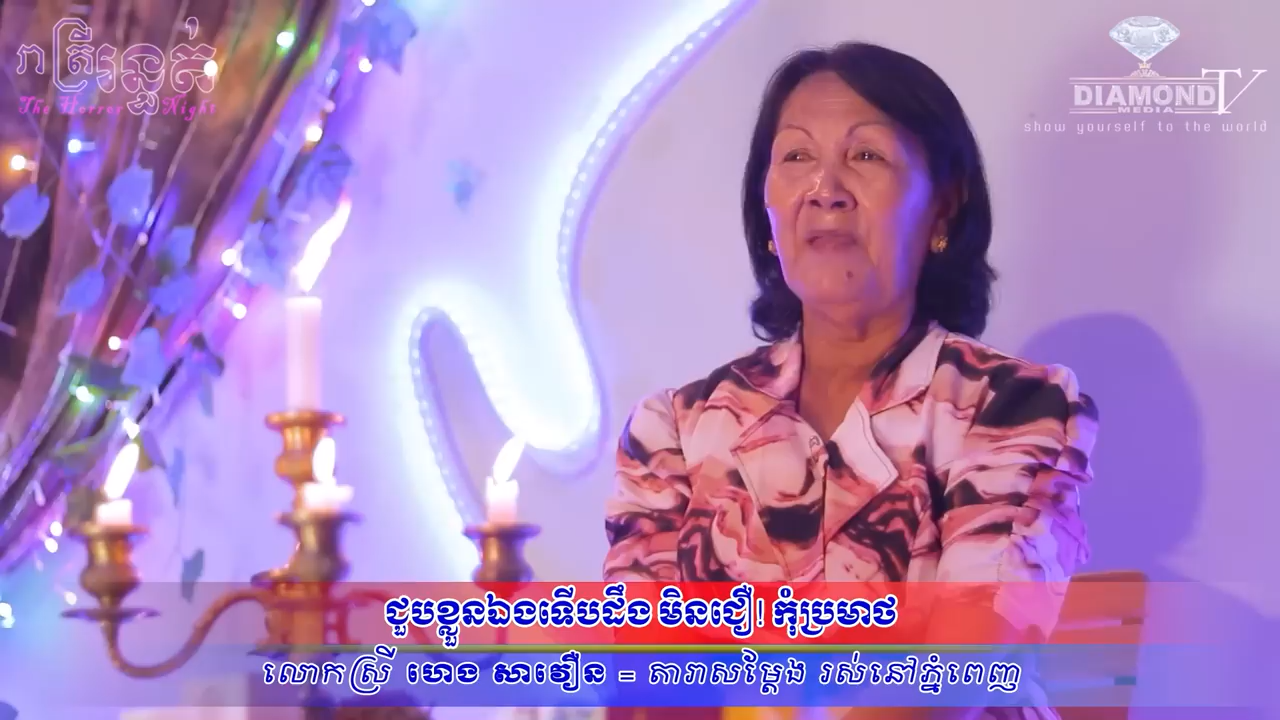 រាត្រីរន្ធត់
The Horror Night
DIAMOND TV
MEDIA
show yourself to the world
ជួបខ្លួនឯងទើបដឹង មិនជឿ! កុំប្រមាថ
លោកស្រី ហេង សាវឿន = តារាសម្តែង រស់នៅភ្នំពេញ